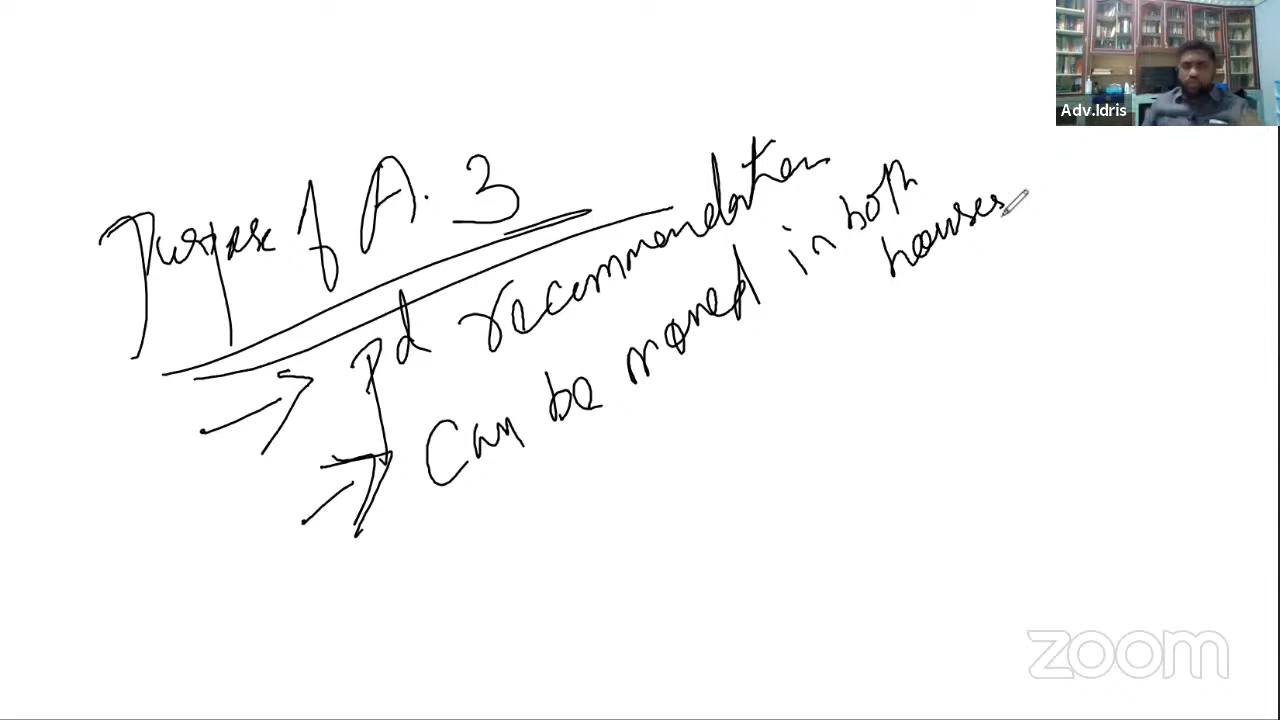 Adv.Idris
Purpose of A. 3
Pd recommendation
Can be moved in both
houses
zoom